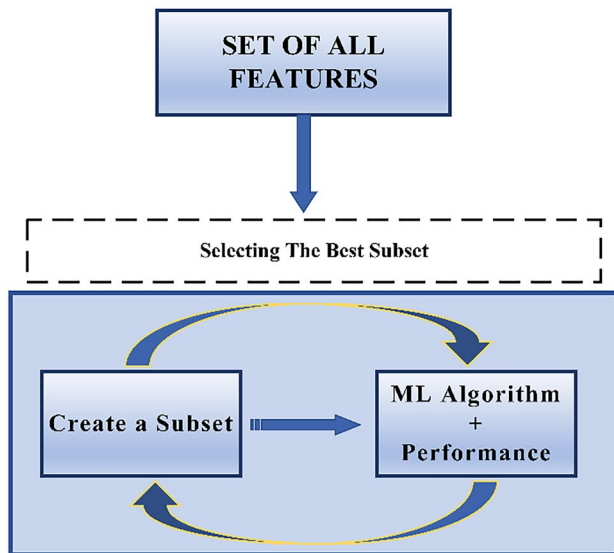 SET OF ALL
FEATURES
Selecting The Best Subset
Create a Subset
ML Algorithm
+
Performance